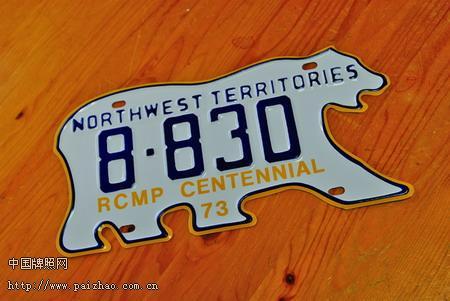 NORTHWEST TERRITORIES
8·830
RCMP CENTENNIAL
73
中国牌照网
http://www.paizhao.com.cn